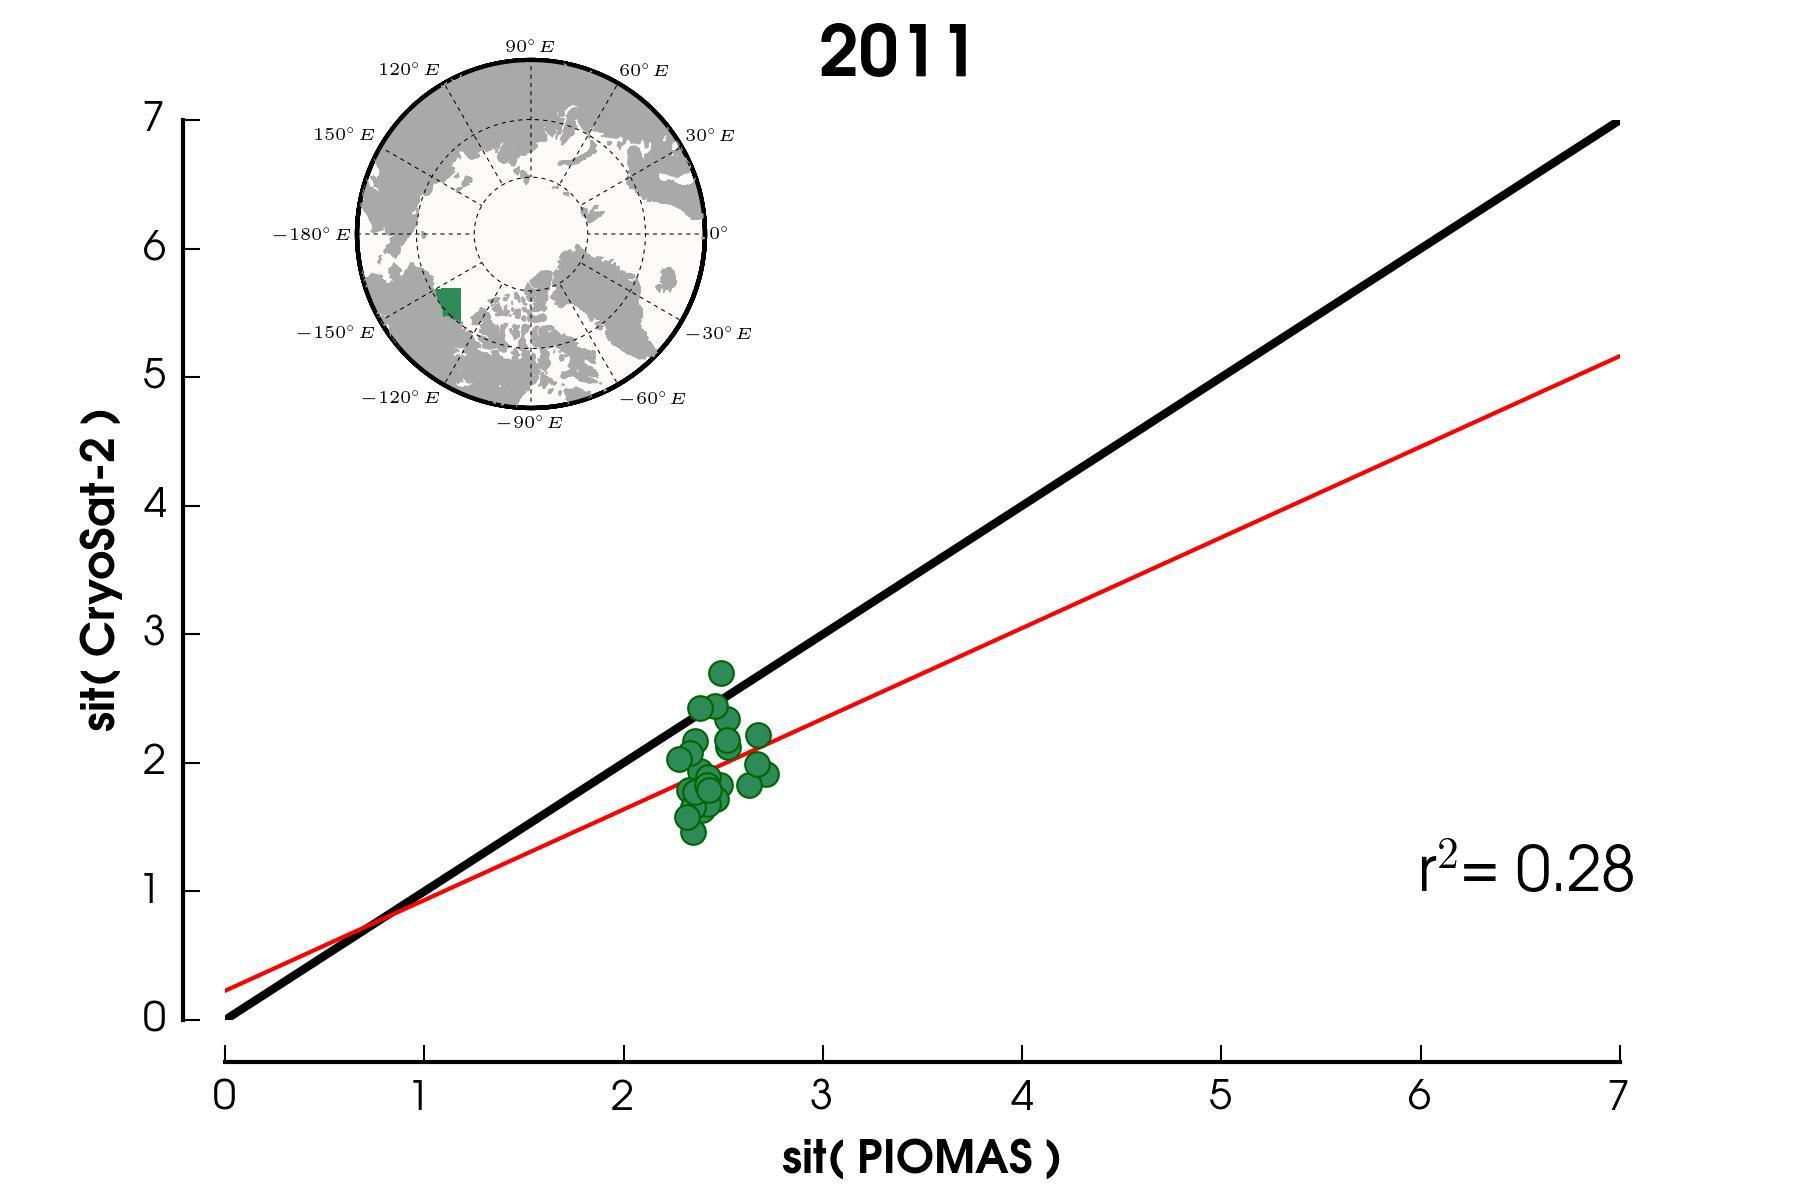 2011
90° E
120° E
60° E
150° E
30° E
−180° E
0°
−150° E
−30° E
−120° E
−60° E
−90° E
7
6
5
4
3
2
1
0
sit( CryoSat-2 )
r²= 0.28
0 1 2 3 4 5 6 7
sit( PIOMAS )